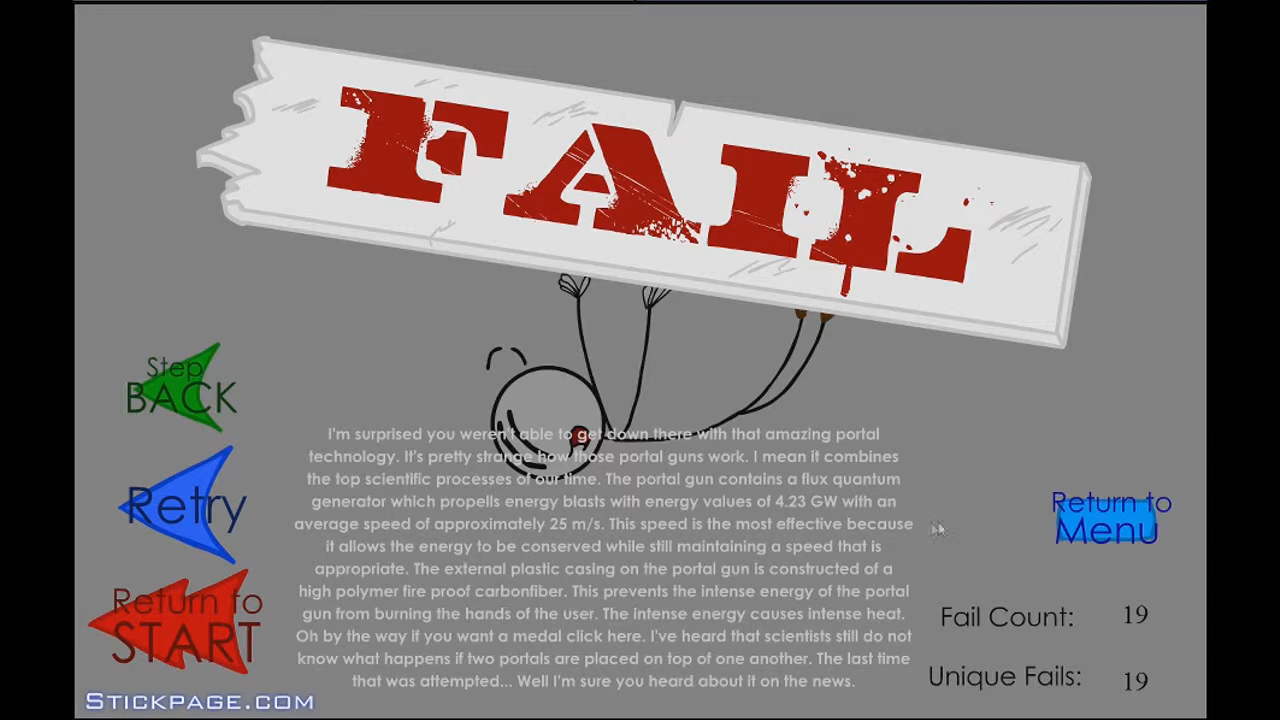 FAIL
Step
BACK
Retry
Return to
START
I'm surprised you weren't able to get down there with that amazing portal
technology. It's pretty strange how those portal guns work. I mean it combines
the top scientific processes of our time. The portal gun contains a flux quantum
generator which propells energy blasts with energy values of 4.23 GW with an
average speed of approximately 25 m/s. This speed is the most effective because
it allows the energy to be conserved while still maintaining a speed that is
appropriate. The external plastic casing on the portal gun is constructed of a
high polymer fire proof carbonfiber. This prevents the intense energy of the portal
gun from burning the hands of the user. The intense energy causes intense heat.
Oh by the way if you want a medal click here. I've heard that scientists still do not
know what happens if two portals are placed on top of one another. The last time
that was attempted... Well I'm sure you heard about it on the news.
Return to
Menu
Fail Count: 19
Unique Fails: 19
STICKPAGE.COM